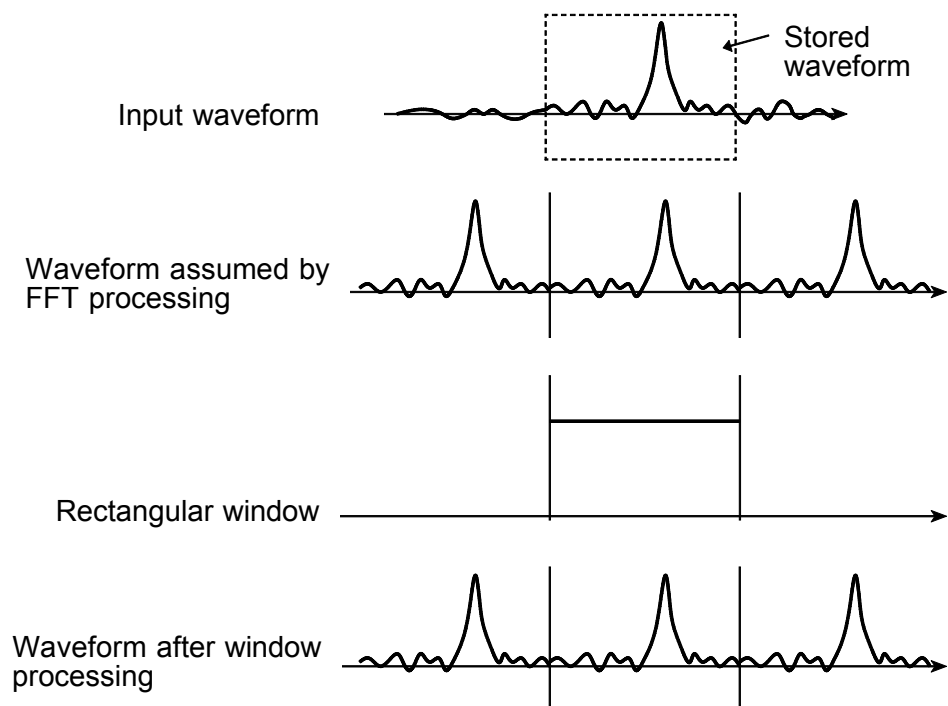 Stored
waveform
Input waveform
Waveform assumed by
FFT processing
Rectangular window
Waveform after window
processing